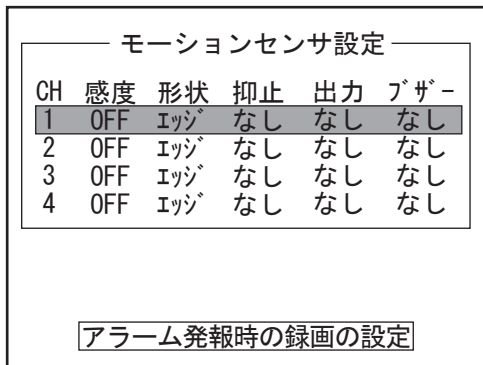 モーションセンサ設定
CH 感度 形状 抑止 出力 ﾌﾞｻﾞｰ
1 OFF ｴｯｼﾞ なし なし なし
2 OFF ｴｯｼﾞ なし なし なし
3 OFF ｴｯｼﾞ なし なし なし
4 OFF ｴｯｼﾞ なし なし なし
アラーム発報時の録画の設定